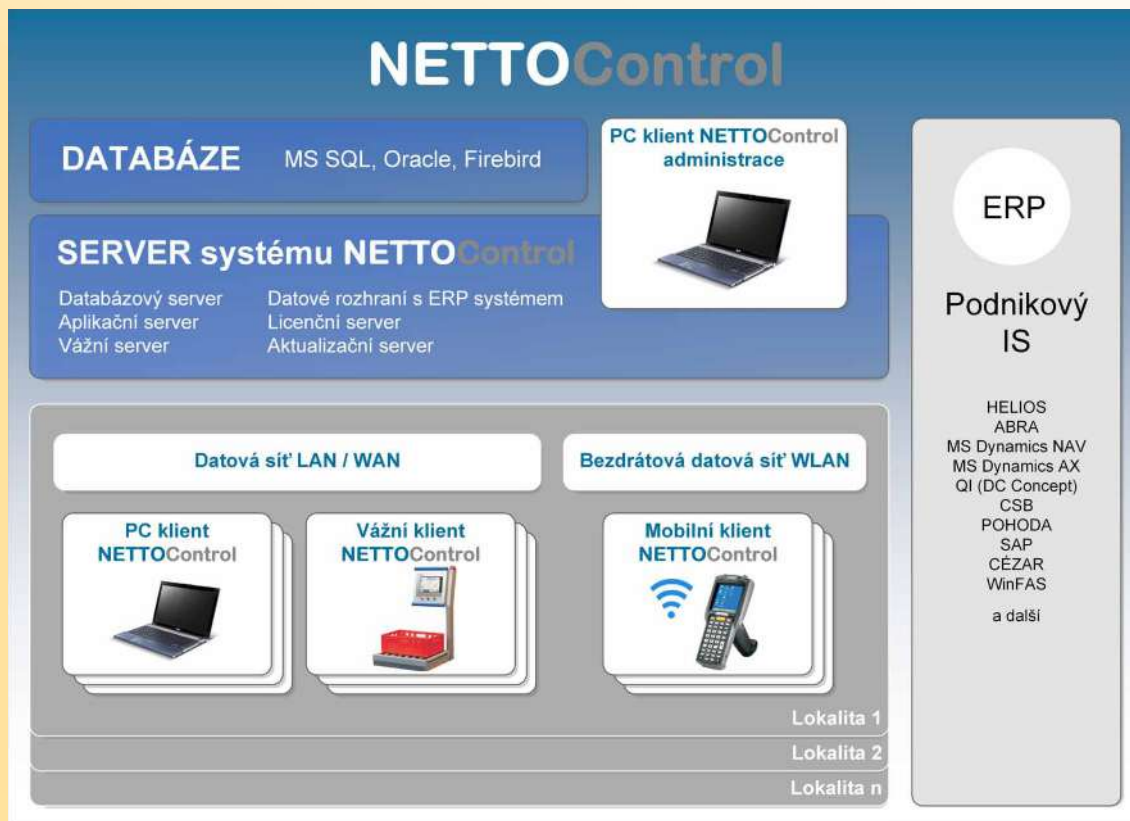 NETTOControl
DATABÁZE
MS SQL, Oracle, Firebird
PC klient NETTOControl
administrace
SERVER systému NETTOControl
Databázový server
Aplikační server
Vážní server
Datové rozhraní s ERP systémem
Licenční server
Aktualizační server
ERP
Podnikový
IS
HELIOS
ABRA
MS Dynamics NAV
MS Dynamics AX
QI (DC Concept)
CSB
POHODA
SAP
CÉZAR
WinFAS
a další
Datová síť LAN / WAN
Bezdrátová datová síť WLAN
PC klient
NETTOControl
Vážní klient
NETTOControl
Mobilní klient
NETTOControl
Lokalita 1
Lokalita 2
Lokalita n